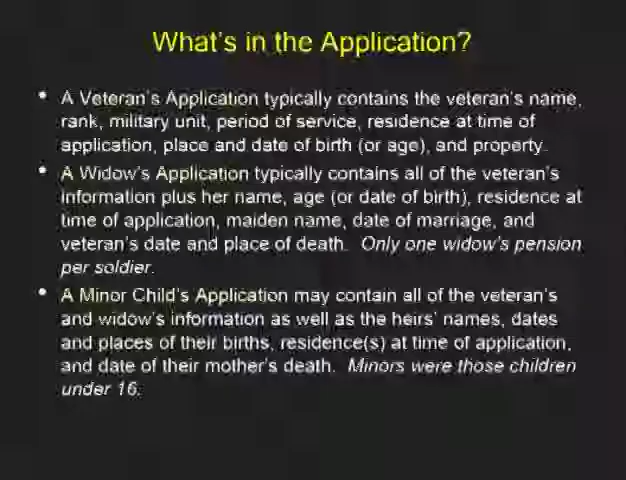 What's in the Application?
• A Veteran's Application typically contains the veteran's name,
rank, military unit, period of service, residence at time of
application, place and date of birth (or age), and property.
• A Widow's Application typically contains all of the veteran's
information plus her name, age (or date of birth), residence at
time of application, maiden name, date of marriage, and
veteran's date and place of death. Only one widow's pension
per soldier.
• A Minor Child's Application may contain all of the veteran's
and widow's information as well as the heirs' names, dates
and places of their births, residence(s) at time of application,
and date of their mother's death. Minors were those children
under 16.